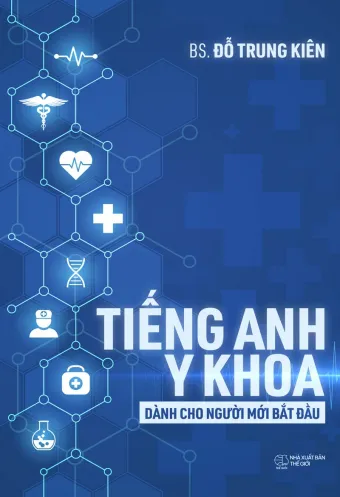 BS. ĐỖ TRUNG KIÊN
TIẾNG ANH
Y KHOA
DÀNH CHO NGƯỜI MỚI BẮT ĐẦU
NHÀ XUẤT BẢN
THẾ GIỚI